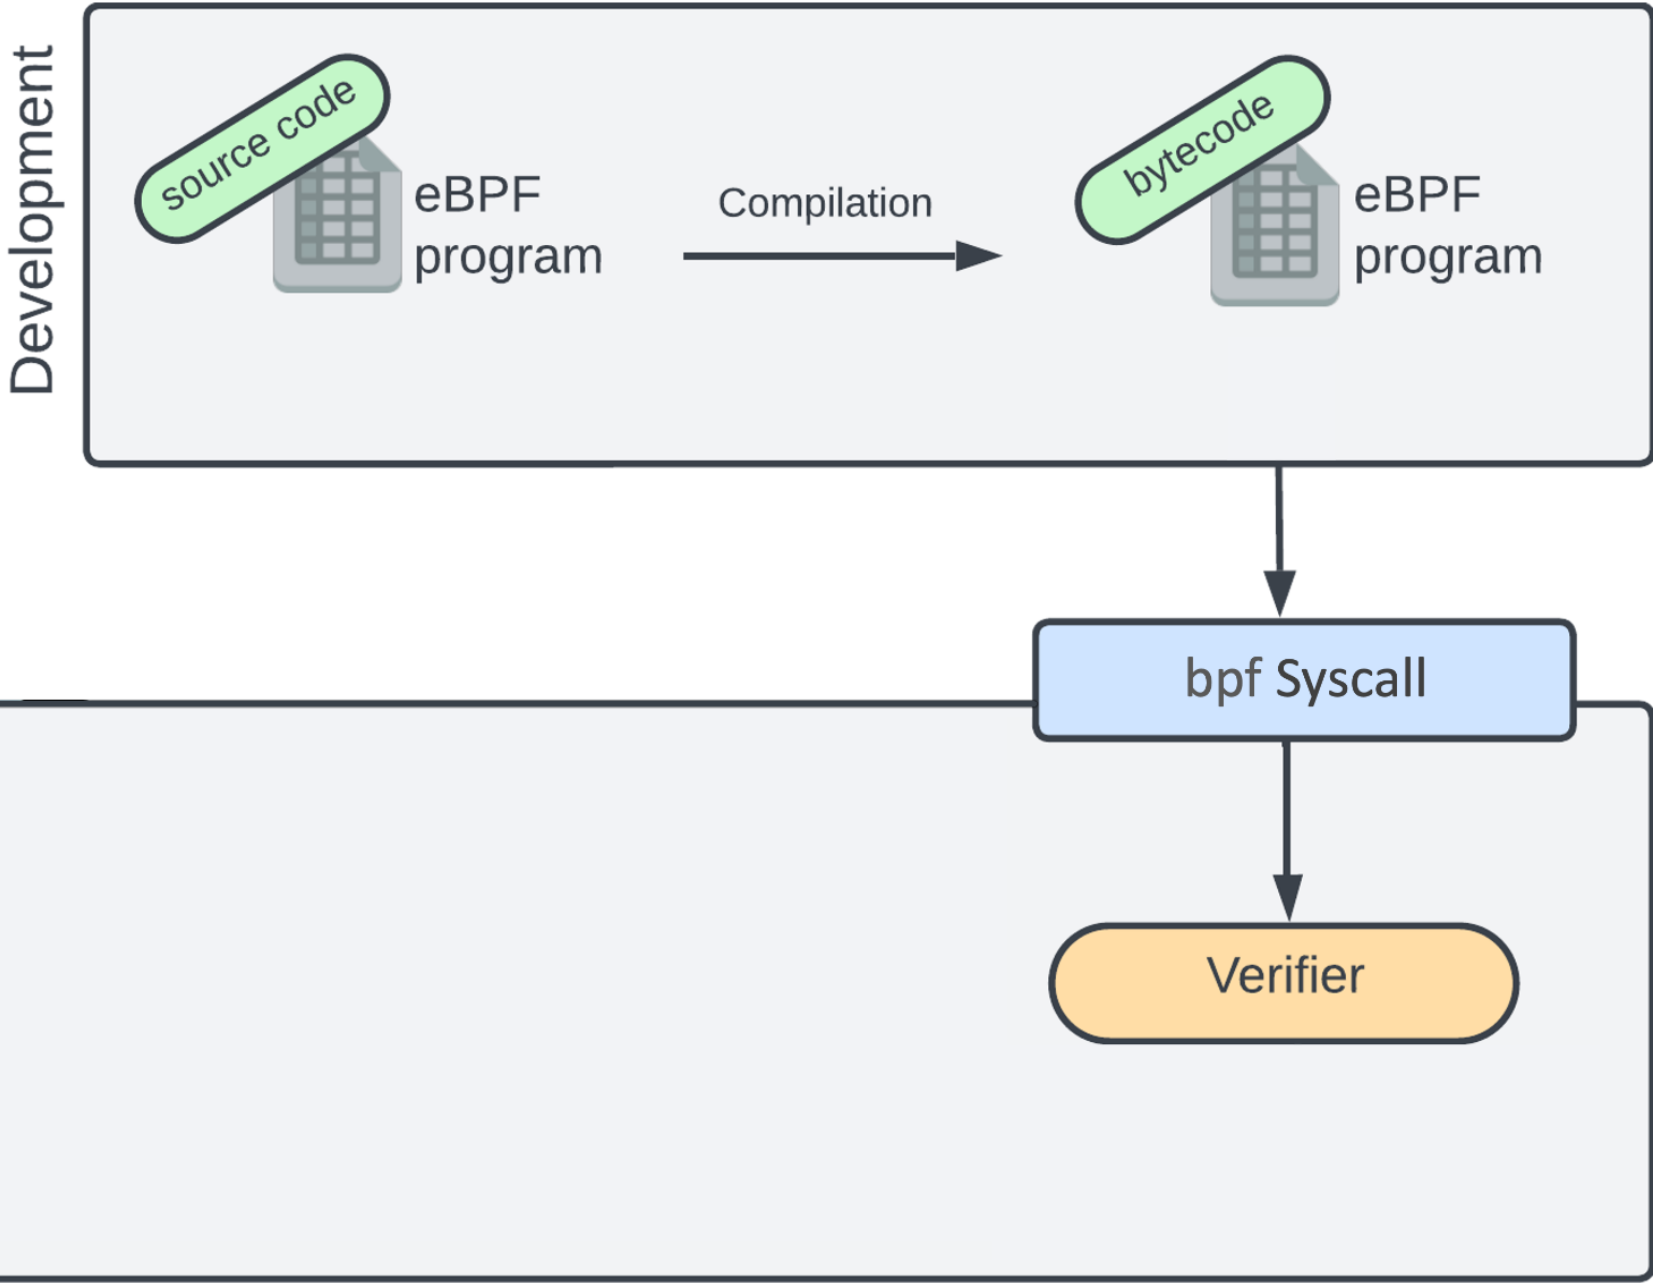 Development
source code
eBPF
program
Compilation
bytecode
eBPF
program
bpf Syscall
Verifier